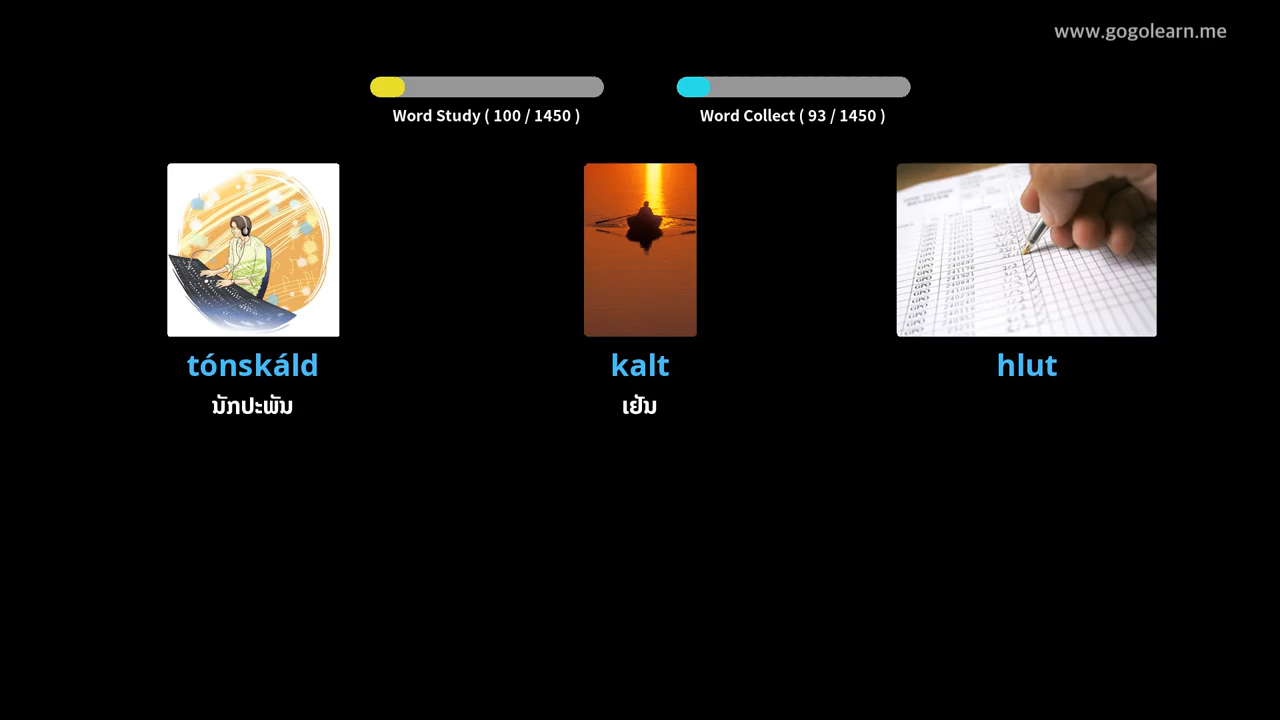 www.gogolearn.me
Word Study ( 100 / 1450 )
Word Collect ( 93 / 1450 )
tónskáld
kalt
hlut
ນັກປະພັນ
ເຢັນ